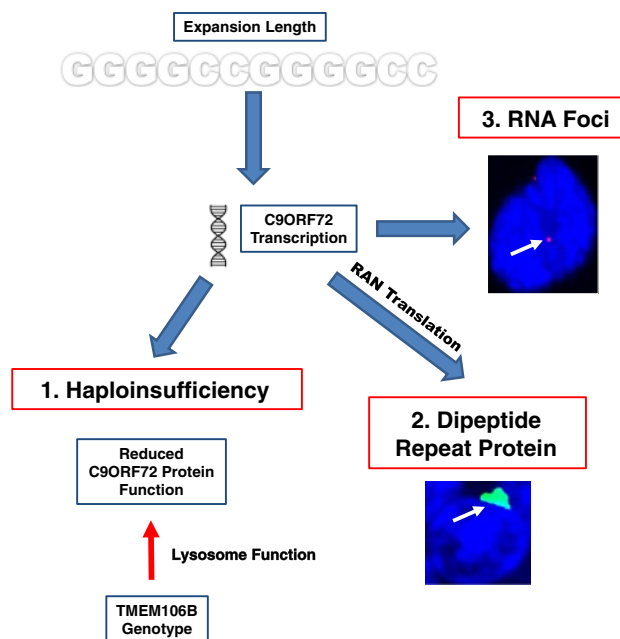 Expansion Length
GGGGCCGGGGCC
3. RNA Foci
C9ORF72
Transcription
RAN Translation
1. Haploinsufficiency
2. Dipeptide
Repeat Protein
Reduced
C9ORF72 Protein
Function
Lysosome Function
TMEM106B
Genotype